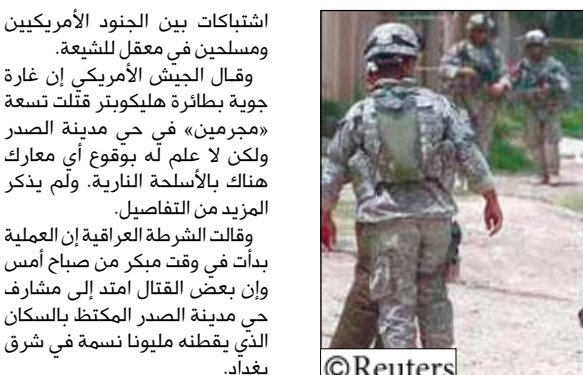 اشتباكات بين الجنود الأمريكيين
ومسلحين في معقل للشيعة.
وقـال الجيش الأمريكي إن غارة
جوية بطائرة هليكوبتر قتلت تسعة
«مجرمين» في حي مدينة الصدر
ولكن لا علم له بوقوع أي معارك
هناك بالأسلحة النارية. ولم يذكر
المزيد من التفاصيل.
وقالت الشرطة العراقية إن العملية
بدأت في وقت مبكر من صباح أمس
وإن بعض القتال امتد إلى مشارف
حي مدينة الصدر المكتظ بالسكان
الذي يقطنه مليونا نسمة في شرق
بغداد.
©Reuters